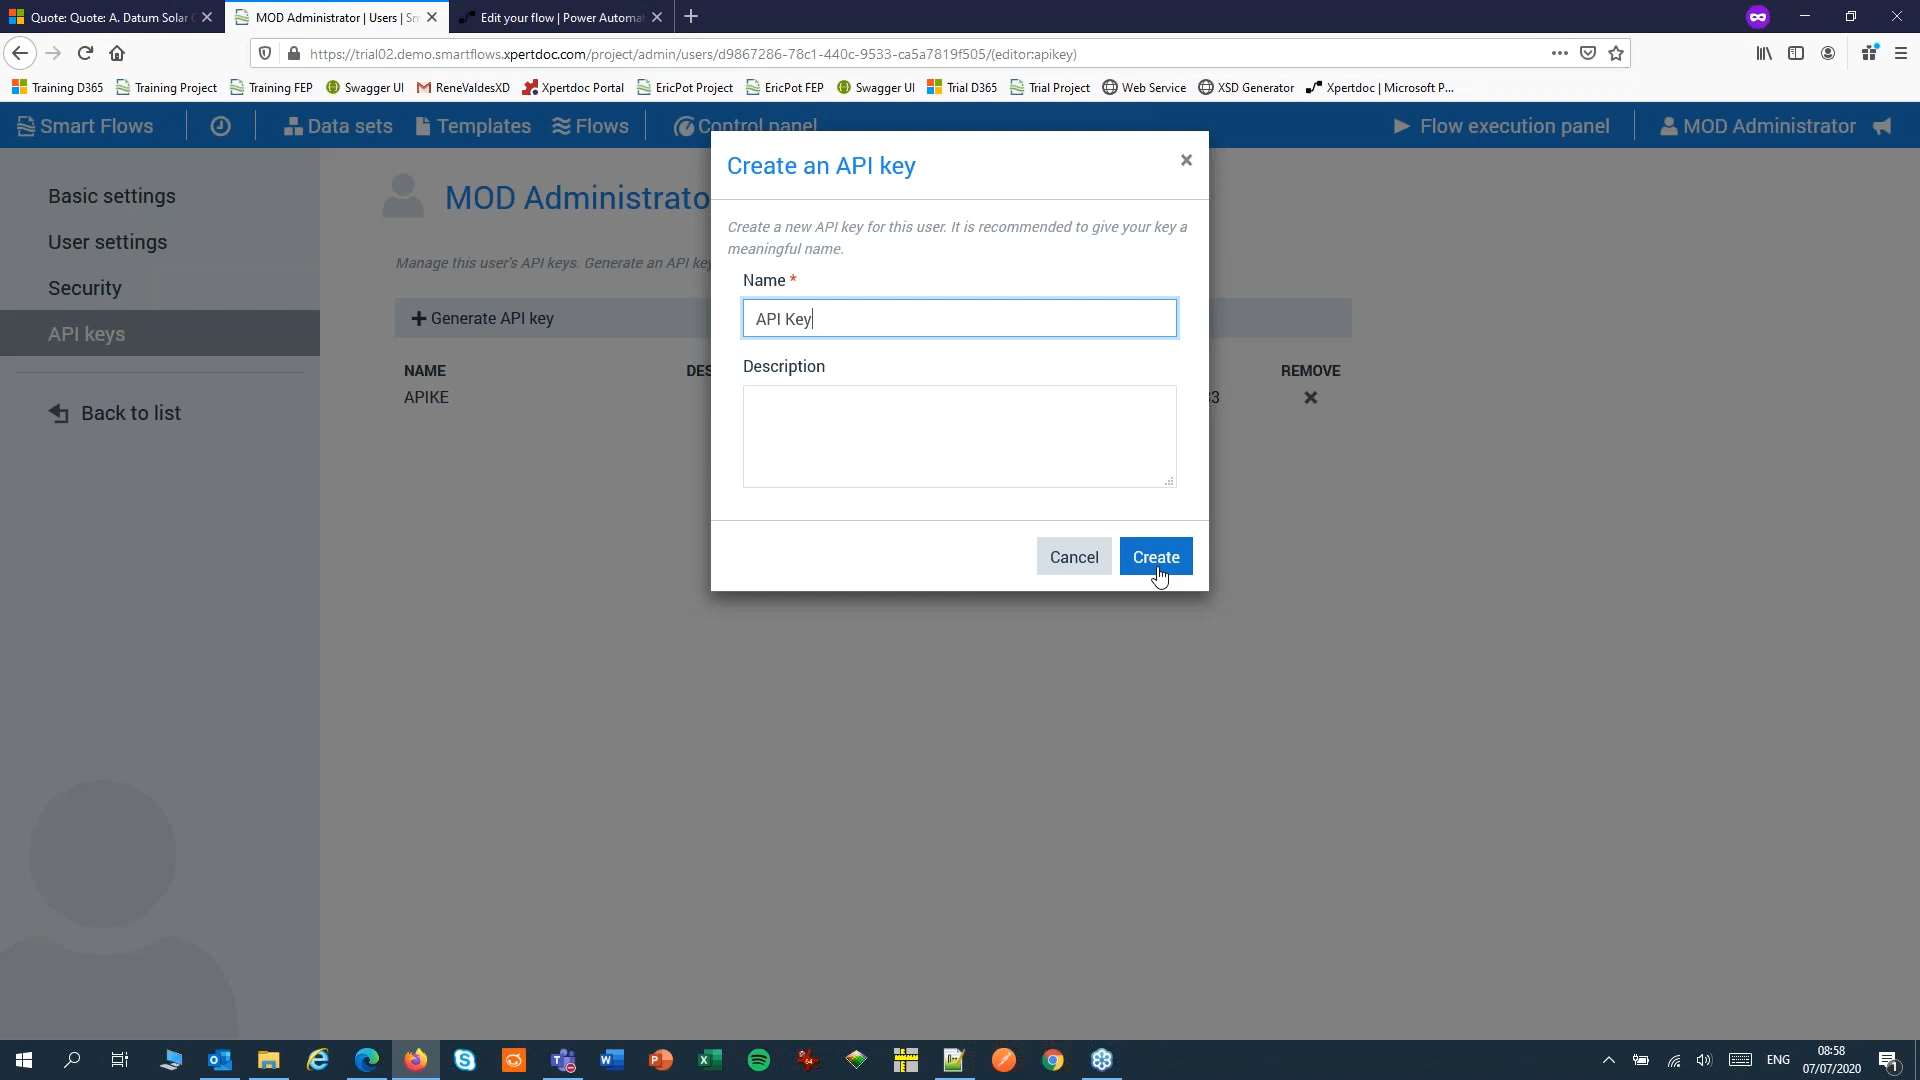 Quote: Quote: A. Datum Solar
MOD Administrator | Users | Sm
Edit your flow | Power Automa
https://trial02.demo.smartflows.xpertdoc.com/project/admin/users/d9867286-78c1-440c-9533-ca5a7819f505/(editor:apikey)
Training D365 Training Project Training FEP Swagger UI ReneValdesXD Xpertdoc Portal EricPot Project EricPot FEP Swagger UI Trial D365 Trial Project Web Service XSD Generator Xpertdoc | Microsoft P...
Smart Flows Data sets Templates Flows Control panel Flow execution panel MOD Administrator
Basic settings
User settings
Security
API keys
Back to list
MOD Administrato
Manage this user's API keys. Generate an API key
Generate API key
NAME DES REMOVE
APIKE 3
Create an API key
Create a new API key for this user. It is recommended to give your key a
meaningful name.
Name *
API Key
Description
Cancel Create
ENG
08:58
07/07/2020
1